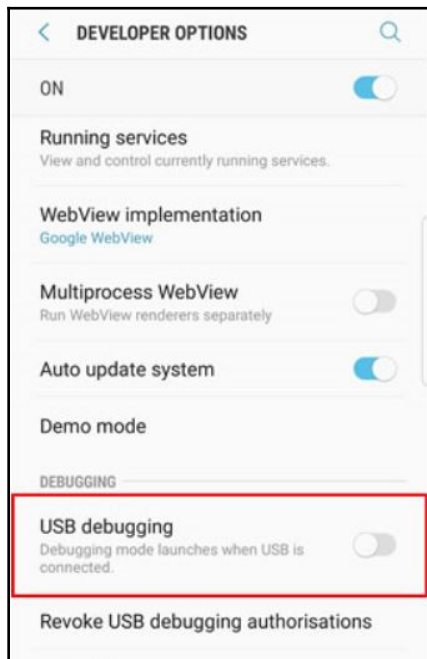 DEVELOPER OPTIONS
ON
Running services
View and control currently running services.
WebView implementation
Google WebView
Multiprocess WebView
Run WebView renderers separately
Auto update system
Demo mode
DEBUGGING
USB debugging
Debugging mode launches when USB is
connected.
Revoke USB debugging authorisations